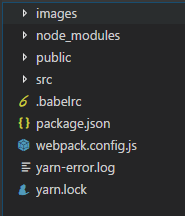 images
node_modules
public
src
.babelrc
package.json
webpack.config.js
yarn-error.log
yarn.lock